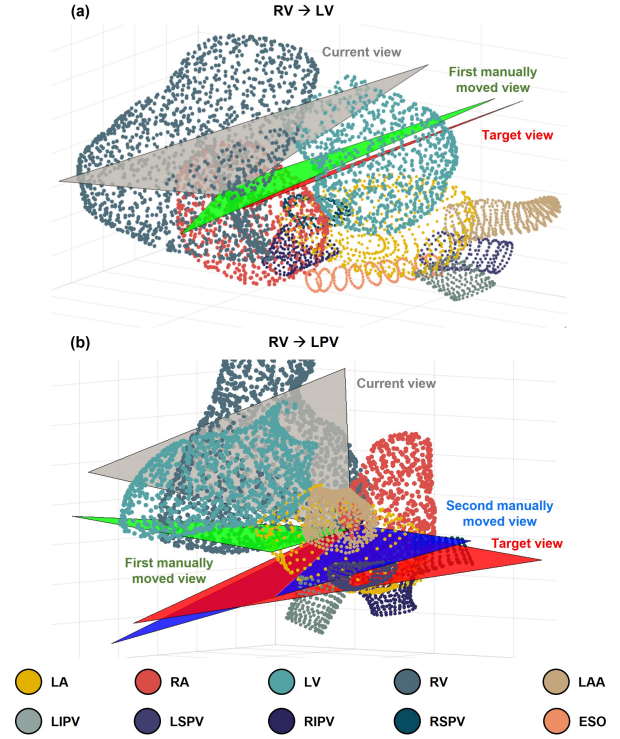 (a) RV → LV
Current view
First manually
moved view
Target view
(b) RV → LPV
Current view
Second manually
moved view
Target view
First manually
moved view
LA RA LV RV LAA
LIPV LSPV RIPV RSPV ESO